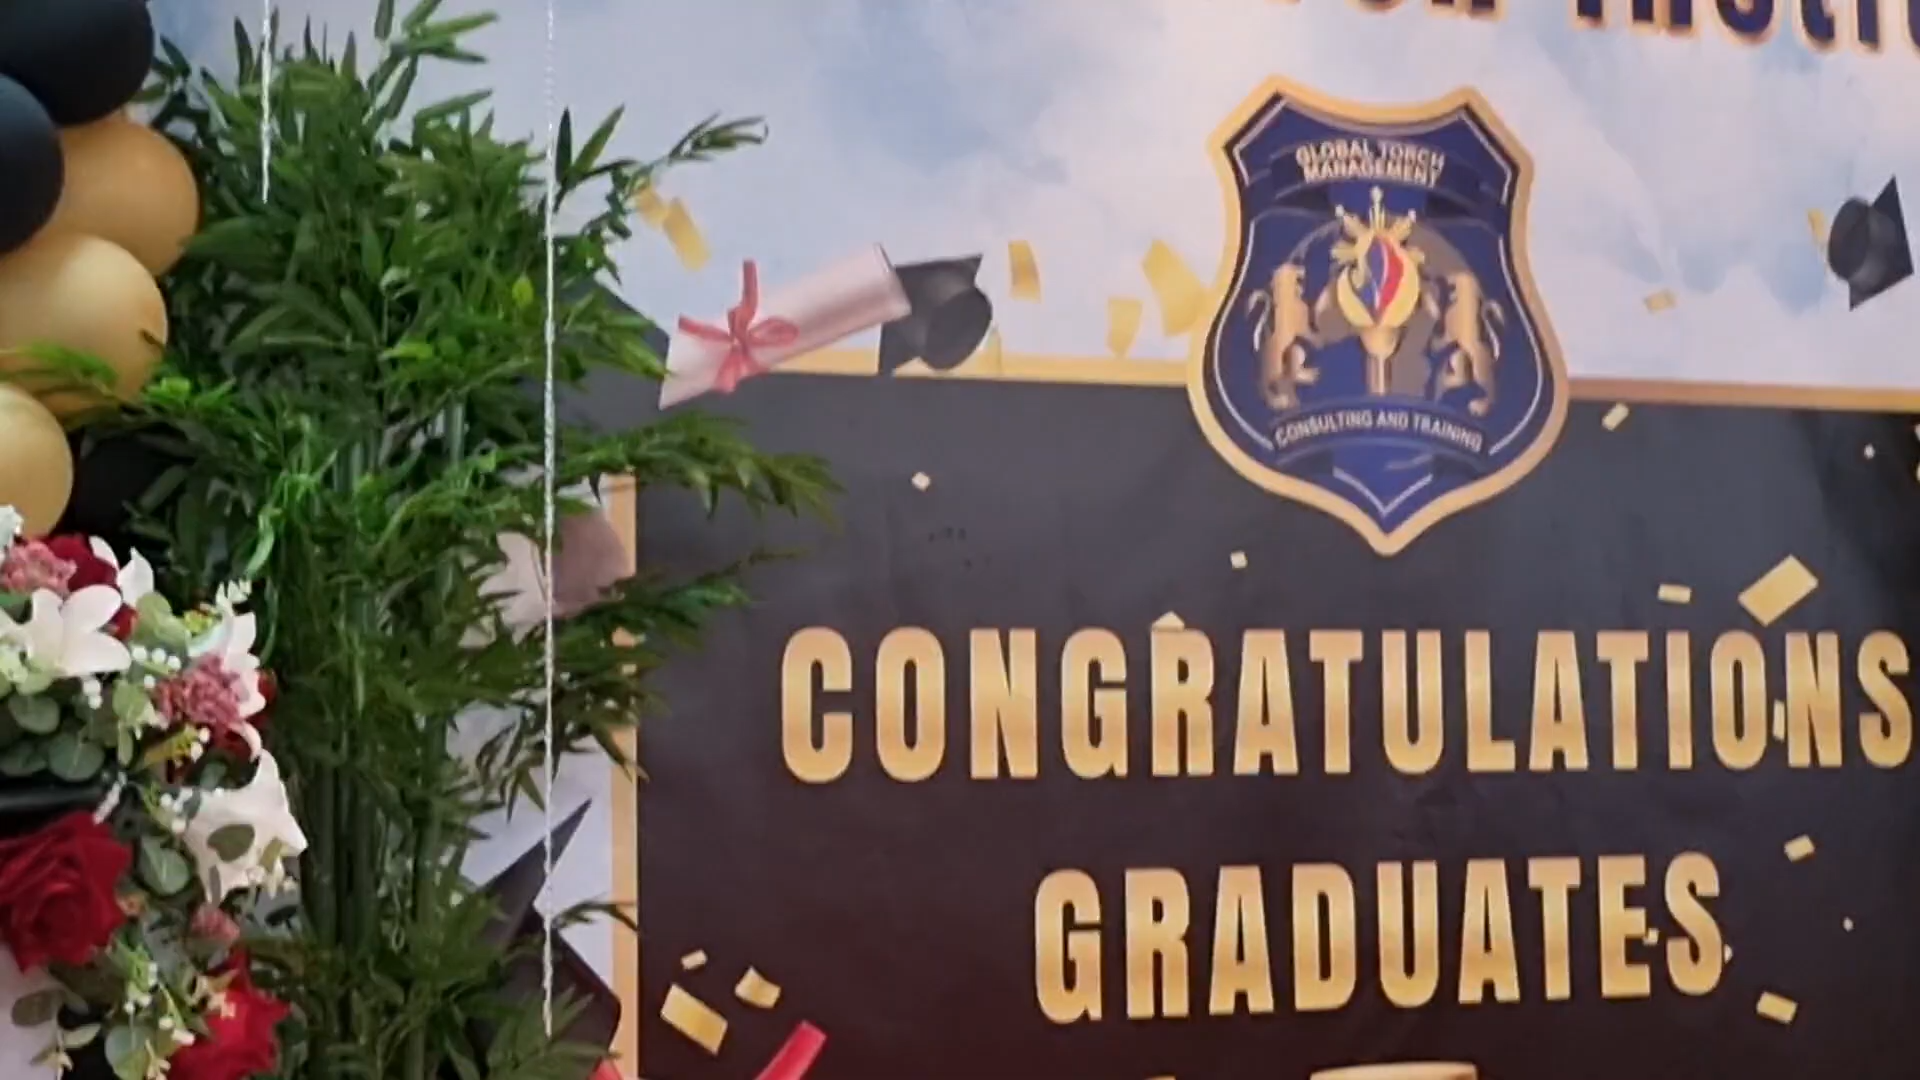 GLOBAL TORCH
MANAGEMENT
CONSULTING AND TRAINING
CONGRATULATIONS
GRADUATES